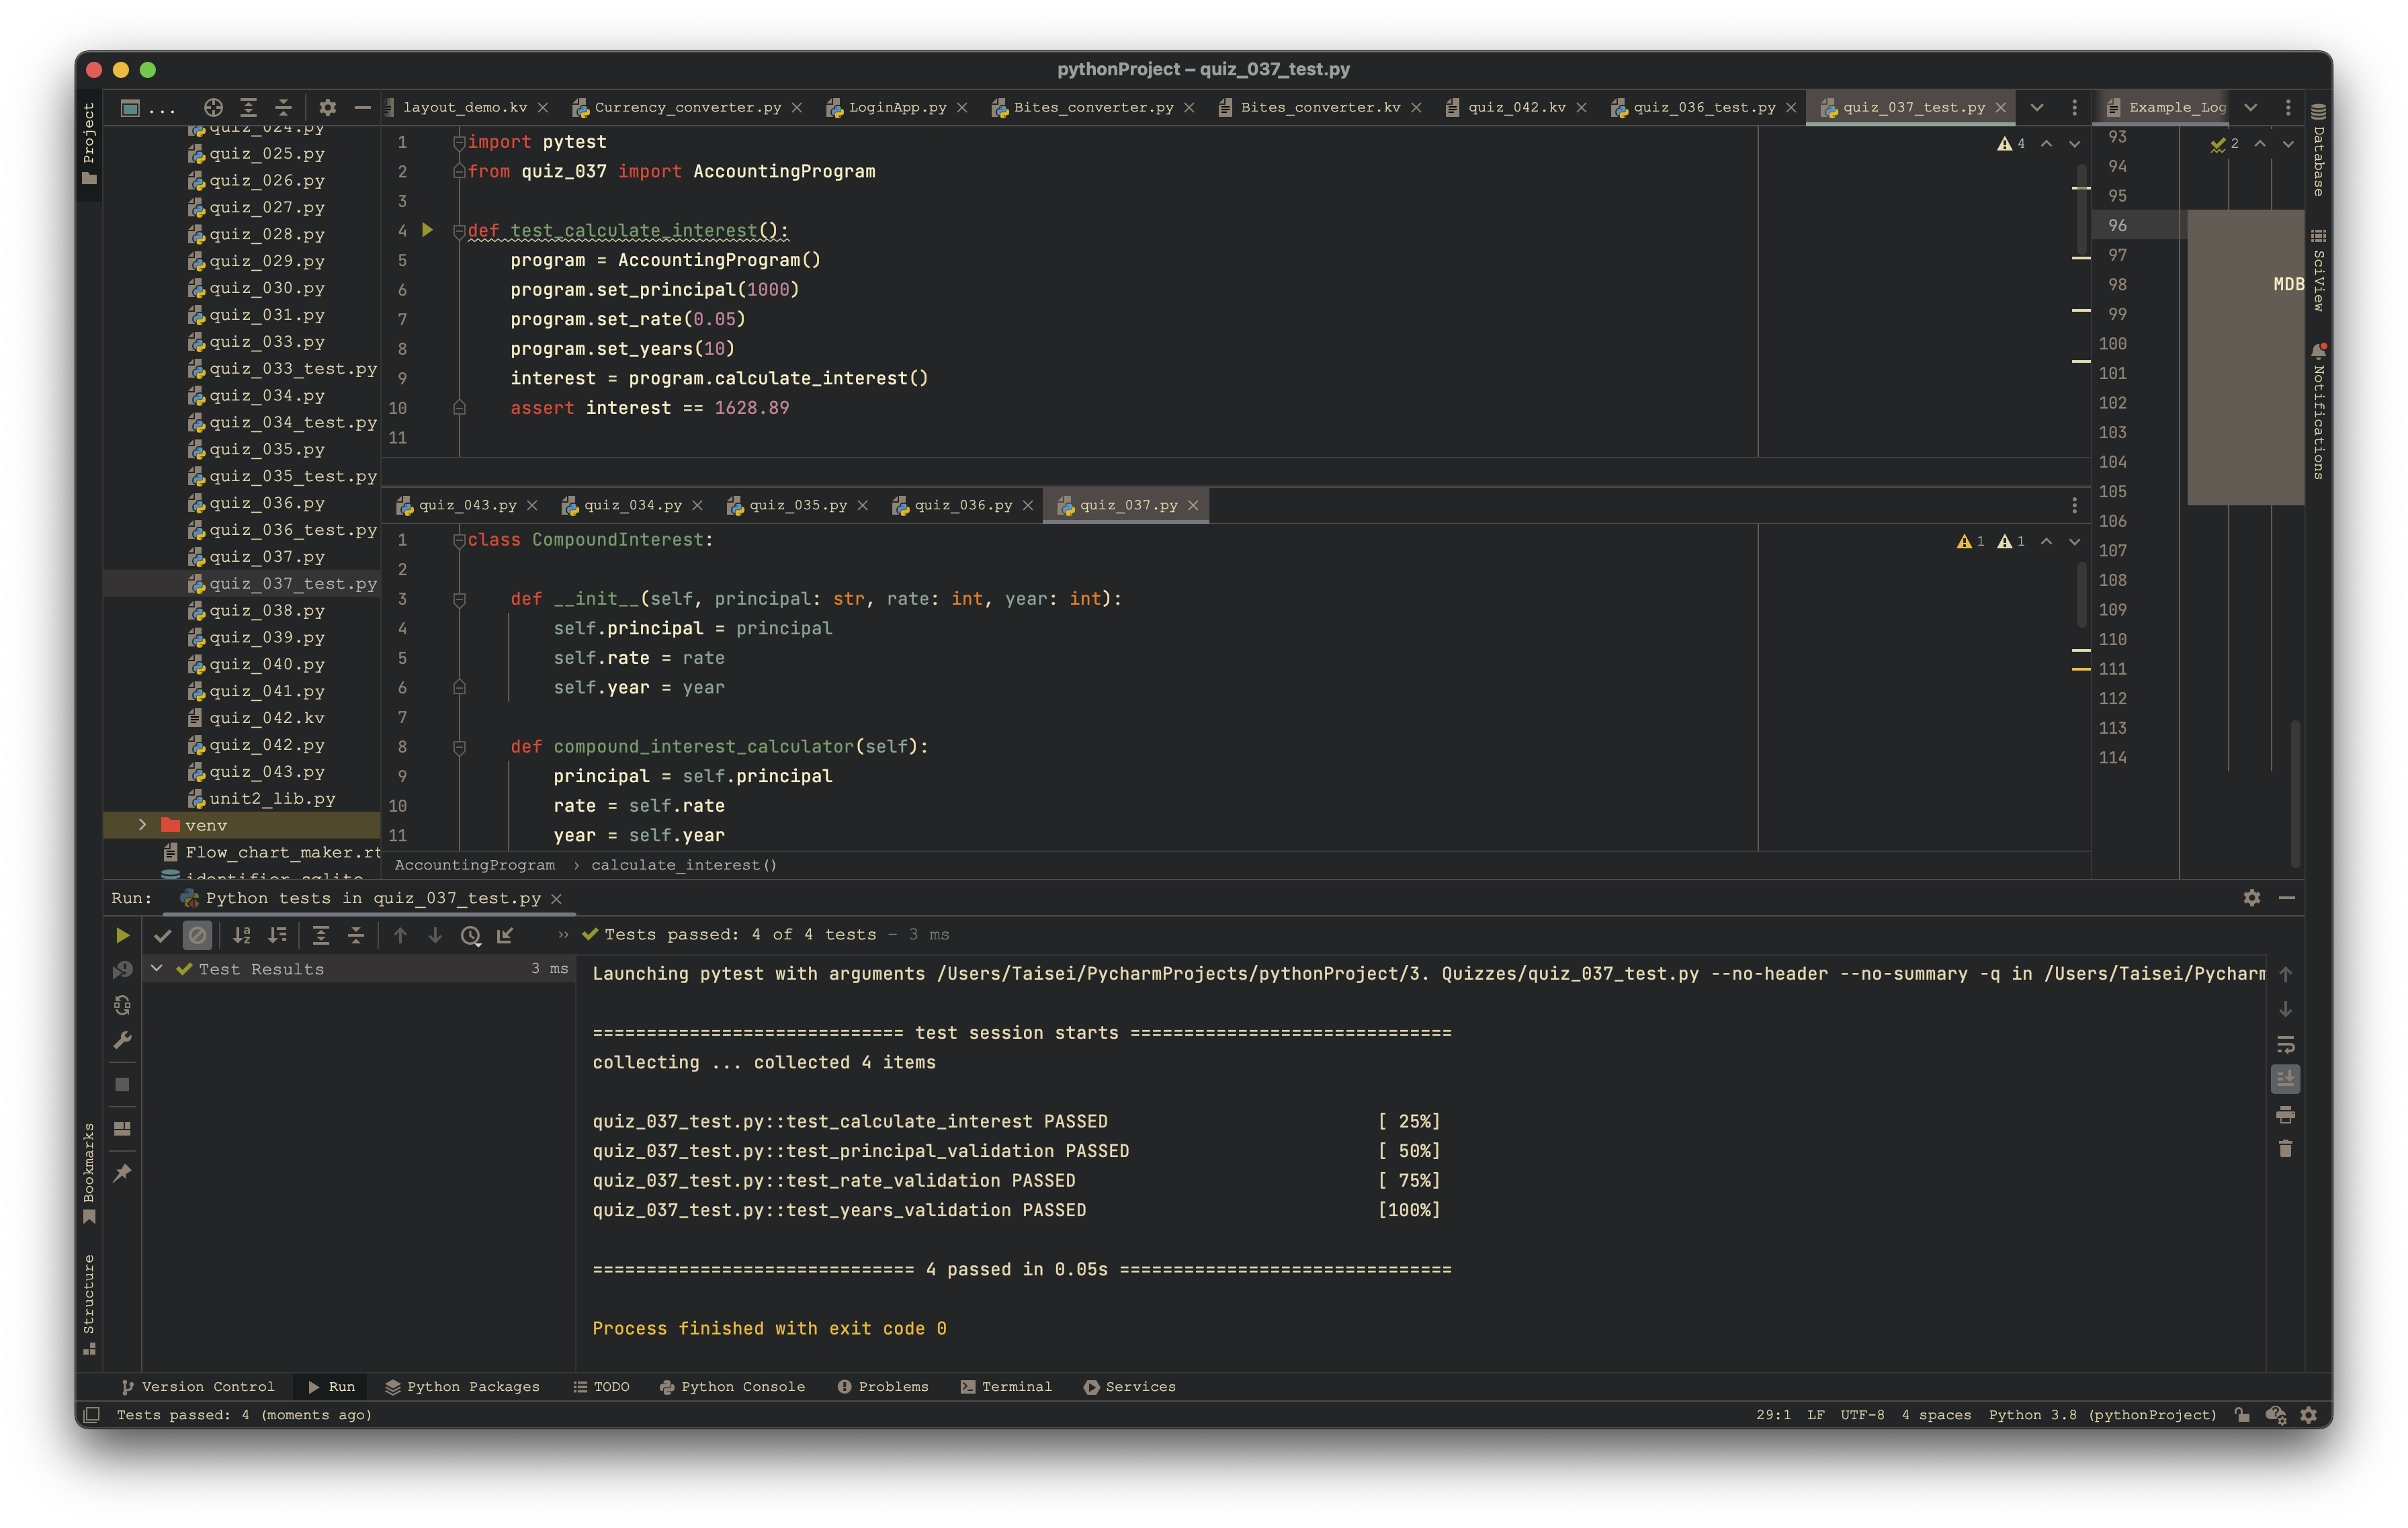 pythonProject – quiz_037_test.py
Project
...
layout_demo.kv
Currency_converter.py
LoginApp.py
Bites_converter.py
Bites_converter.kv
quiz_042.kv
quiz_036_test.py
quiz_037_test.py
Example_Log
quiz_024.py
quiz_025.py
quiz_026.py
quiz_027.py
quiz_028.py
quiz_029.py
quiz_030.py
quiz_031.py
quiz_033.py
quiz_033_test.py
quiz_034.py
quiz_034_test.py
quiz_035.py
quiz_035_test.py
quiz_036.py
quiz_036_test.py
quiz_037.py
quiz_037_test.py
quiz_038.py
quiz_039.py
quiz_040.py
quiz_041.py
quiz_042.kv
quiz_042.py
quiz_043.py
unit2_lib.py
venv
Flow_chart_maker.rt
identifier.sqlite
1 import pytest
2 from quiz_037 import AccountingProgram
3
4 def test_calculate_interest():
5 program = AccountingProgram()
6 program.set_principal(1000)
7 program.set_rate(0.05)
8 program.set_years(10)
9 interest = program.calculate_interest()
10 assert interest == 1628.89
11
4
quiz_043.py
quiz_034.py
quiz_035.py
quiz_036.py
quiz_037.py
1 class CompoundInterest:
2
3 def __init__(self, principal: str, rate: int, year: int):
4 self.principal = principal
5 self.rate = rate
6 self.year = year
7
8 def compound_interest_calculator(self):
9 principal = self.principal
10 rate = self.rate
11 year = self.year
1 1
AccountingProgram › calculate_interest()
93
94
95
96
97
98
99
100
101
102
103
104
105
106
107
108
109
110
111
112
113
114
2
MDB
Database
SciView
Notifications
Run: Python tests in quiz_037_test.py
» Tests passed: 4 of 4 tests – 3 ms
Test Results 3 ms
Launching pytest with arguments /Users/Taisei/PycharmProjects/pythonProject/3. Quizzes/quiz_037_test.py --no-header --no-summary -q in /Users/Taisei/Pycharm
============================= test session starts ==============================
collecting ... collected 4 items
quiz_037_test.py::test_calculate_interest PASSED [ 25%]
quiz_037_test.py::test_principal_validation PASSED [ 50%]
quiz_037_test.py::test_rate_validation PASSED [ 75%]
quiz_037_test.py::test_years_validation PASSED [100%]
============================== 4 passed in 0.05s ===============================
Process finished with exit code 0
Bookmarks
Structure
Version Control
Run
Python Packages
TODO
Python Console
Problems
Terminal
Services
Tests passed: 4 (moments ago)
29:1 LF UTF-8 4 spaces Python 3.8 (pythonProject)